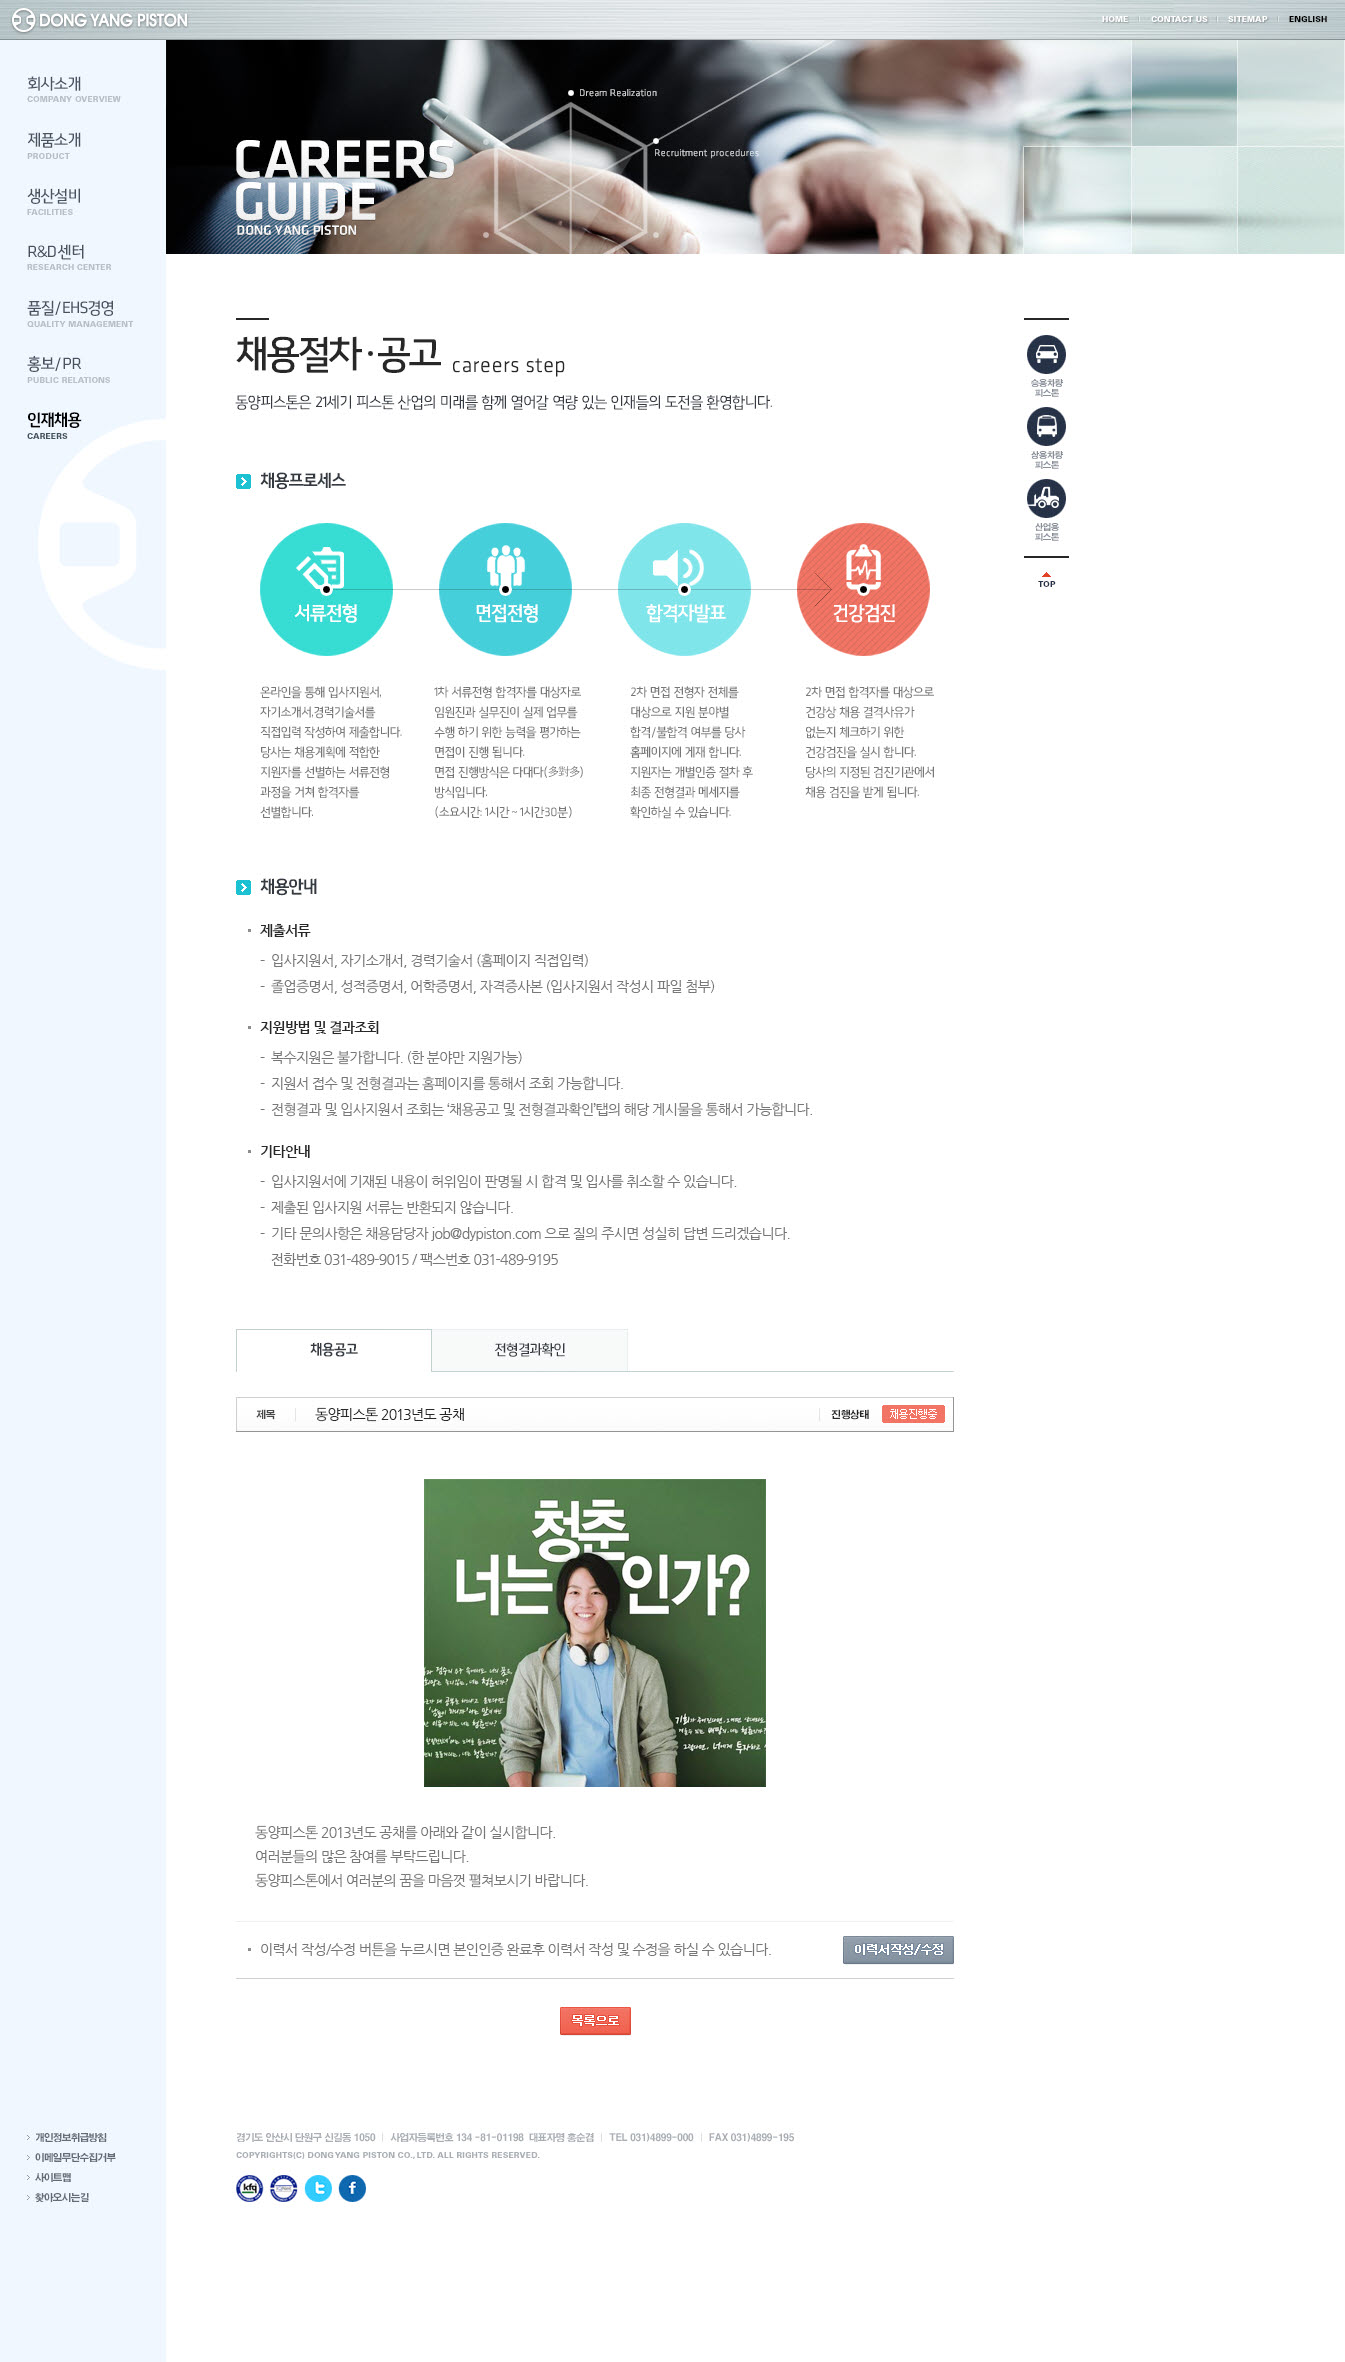 DONG YANG PISTON
HOME
CONTACT US
SITEMAP
ENGLISH
회사소개
COMPANY OVERVIEW
제품소개
PRODUCT
생산설비
FACILITIES
R&D센터
RESEARCH CENTER
품질/EHS경영
QUALITY MANAGEMENT
홍보/PR
PUBLIC RELATIONS
인재채용
CAREERS
Dream Realization
Recruitment procedures
CAREERS
GUIDE
DONG YANG PISTON
채용절차·공고 careers step
동양피스톤은 21세기 피스톤 산업의 미래를 함께 열어갈 역량 있는 인재들의 도전을 환영합니다.
승용차량
피스톤
상용차량
피스톤
산업용
피스톤
TOP
채용프로세스
서류전형
면접전형
합격자발표
건강검진
온라인을 통해 입사지원서,
자기소개서,경력기술서를
직접입력 작성하여 제출합니다.
당사는 채용계획에 적합한
지원자를 선별하는 서류전형
과정을 거쳐 합격자를
선별합니다.
1차 서류전형 합격자를 대상자로
임원진과 실무진이 실제 업무를
수행 하기 위한 능력을 평가하는
면접이 진행 됩니다.
면접 진행방식은 다대다(多對多)
방식입니다.
(소요시간: 1시간 ~ 1시간30분)
2차 면접 전형자 전체를
대상으로 지원 분야별
합격/불합격 여부를 당사
홈페이지에 게재 합니다.
지원자는 개별인증 절차 후
최종 전형결과 메세지를
확인하실 수 있습니다.
2차 면접 합격자를 대상으로
건강상 채용 결격사유가
없는지 체크하기 위한
건강검진을 실시 합니다.
당사의 지정된 검진기관에서
채용 검진을 받게 됩니다.
채용안내
제출서류
- 입사지원서, 자기소개서, 경력기술서 (홈페이지 직접입력)
- 졸업증명서, 성적증명서, 어학증명서, 자격증사본 (입사지원서 작성시 파일 첨부)
지원방법 및 결과조회
- 복수지원은 불가합니다. (한 분야만 지원가능)
- 지원서 접수 및 전형결과는 홈페이지를 통해서 조회 가능합니다.
- 전형결과 및 입사지원서 조회는 '채용공고 및 전형결과확인'탭의 해당 게시물을 통해서 가능합니다.
기타안내
- 입사지원서에 기재된 내용이 허위임이 판명될 시 합격 및 입사를 취소할 수 있습니다.
- 제출된 입사지원 서류는 반환되지 않습니다.
- 기타 문의사항은 채용담당자 job@dypiston.com 으로 질의 주시면 성실히 답변 드리겠습니다.
전화번호 031-489-9015 / 팩스번호 031-489-9195
채용공고
전형결과확인
제목
동양피스톤 2013년도 공채
진행상태
채용진행중
청춘
너는 인가?
동양피스톤 2013년도 공채를 아래와 같이 실시합니다.
여러분들의 많은 참여를 부탁드립니다.
동양피스톤에서 여러분의 꿈을 마음껏 펼쳐보시기 바랍니다.
이력서 작성/수정 버튼을 누르시면 본인인증 완료후 이력서 작성 및 수정을 하실 수 있습니다.
이력서작성/수정
목록으로
개인정보취급방침
이메일무단수집거부
사이트맵
찾아오시는길
경기도 안산시 단원구 신길동 1050 | 사업자등록번호 134 -81-01198 대표자명 홍순겸 | TEL 031)4899-000 | FAX 031)4899-195
COPYRIGHTS(C) DONG YANG PISTON CO., LTD. ALL RIGHTS RESERVED.
kfq